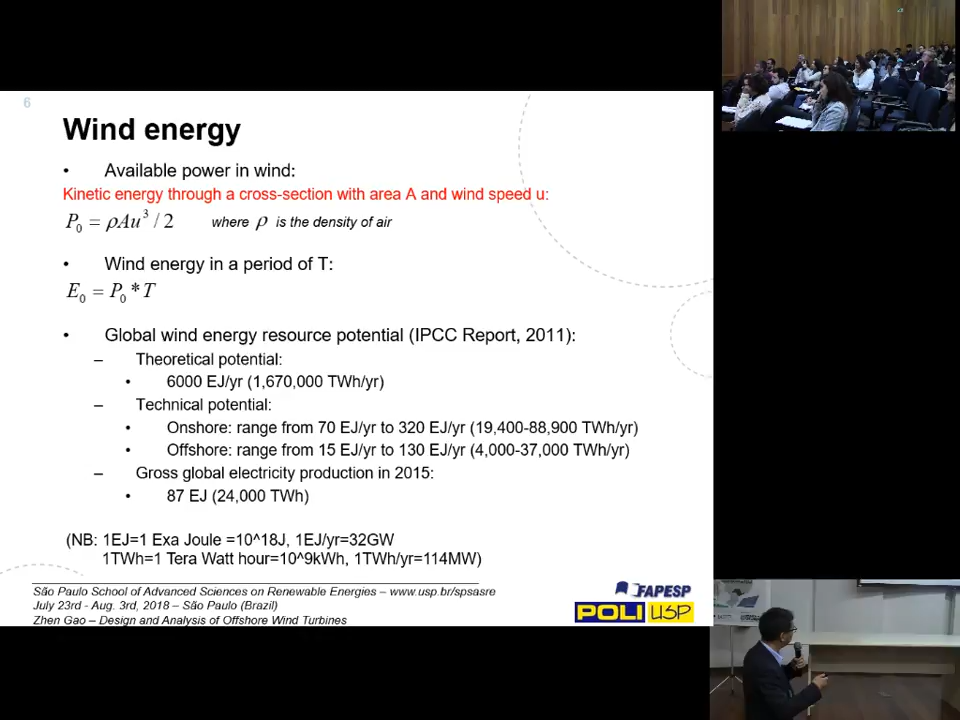 6
Wind energy
• Available power in wind:
Kinetic energy through a cross-section with area A and wind speed u:
P₀ = ρAu³ / 2 where ρ is the density of air
• Wind energy in a period of T:
E₀ = P₀ * T
• Global wind energy resource potential (IPCC Report, 2011):
– Theoretical potential:
• 6000 EJ/yr (1,670,000 TWh/yr)
– Technical potential:
• Onshore: range from 70 EJ/yr to 320 EJ/yr (19,400-88,900 TWh/yr)
• Offshore: range from 15 EJ/yr to 130 EJ/yr (4,000-37,000 TWh/yr)
– Gross global electricity production in 2015:
• 87 EJ (24,000 TWh)
(NB: 1EJ=1 Exa Joule =10^18J, 1EJ/yr=32GW
1TWh=1 Tera Watt hour=10^9kWh, 1TWh/yr=114MW)
São Paulo School of Advanced Sciences on Renewable Energies – www.usp.br/spsasre
July 23rd - Aug. 3rd, 2018 – São Paulo (Brazil)
Zhen Gao – Design and Analysis of Offshore Wind Turbines
FAPESP
POLI USP